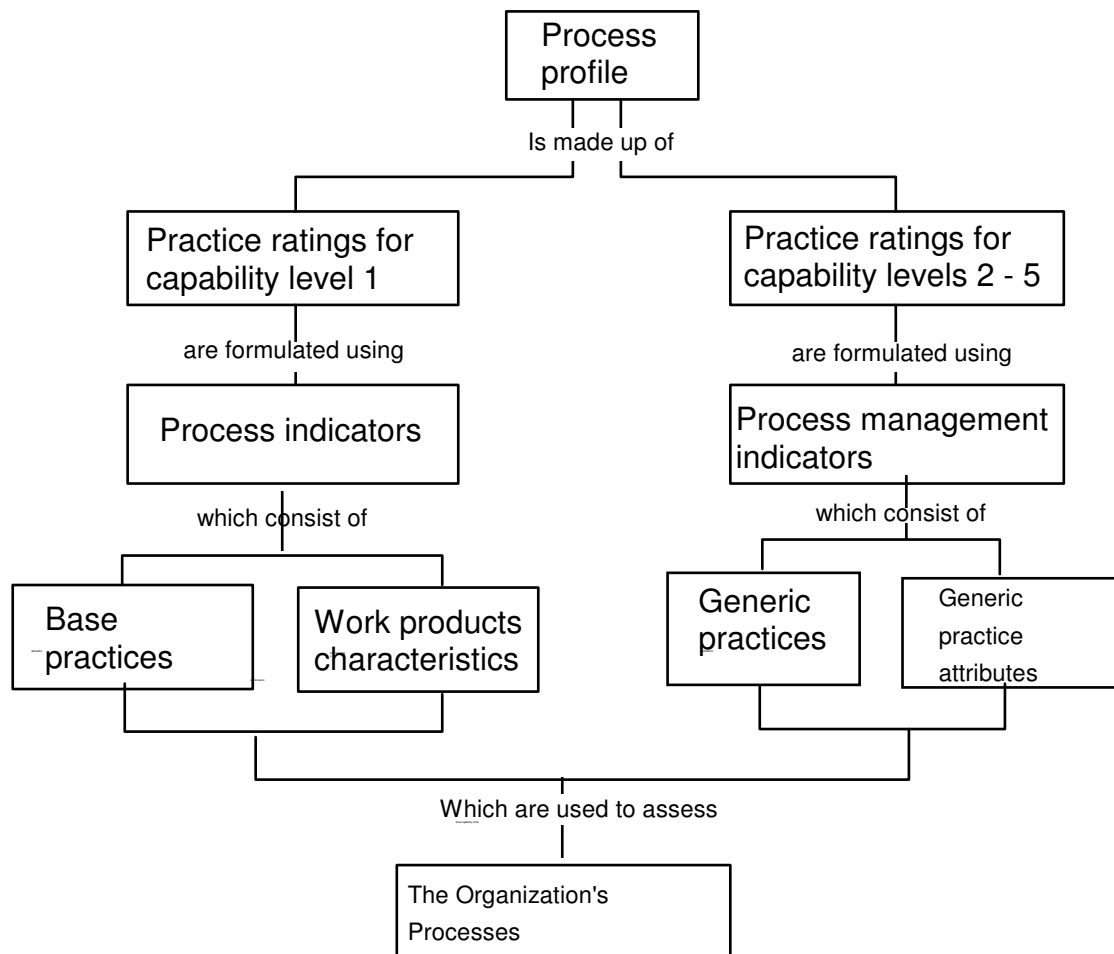 Process
profile
Is made up of
Practice ratings for
capability level 1
Practice ratings for
capability levels 2 - 5
are formulated using
are formulated using
Process indicators
Process management
indicators
which consist of
which consist of
Base
practices
Work products
characteristics
Generic
practices
Generic
practice
attributes
Which are used to assess
The Organization's
Processes